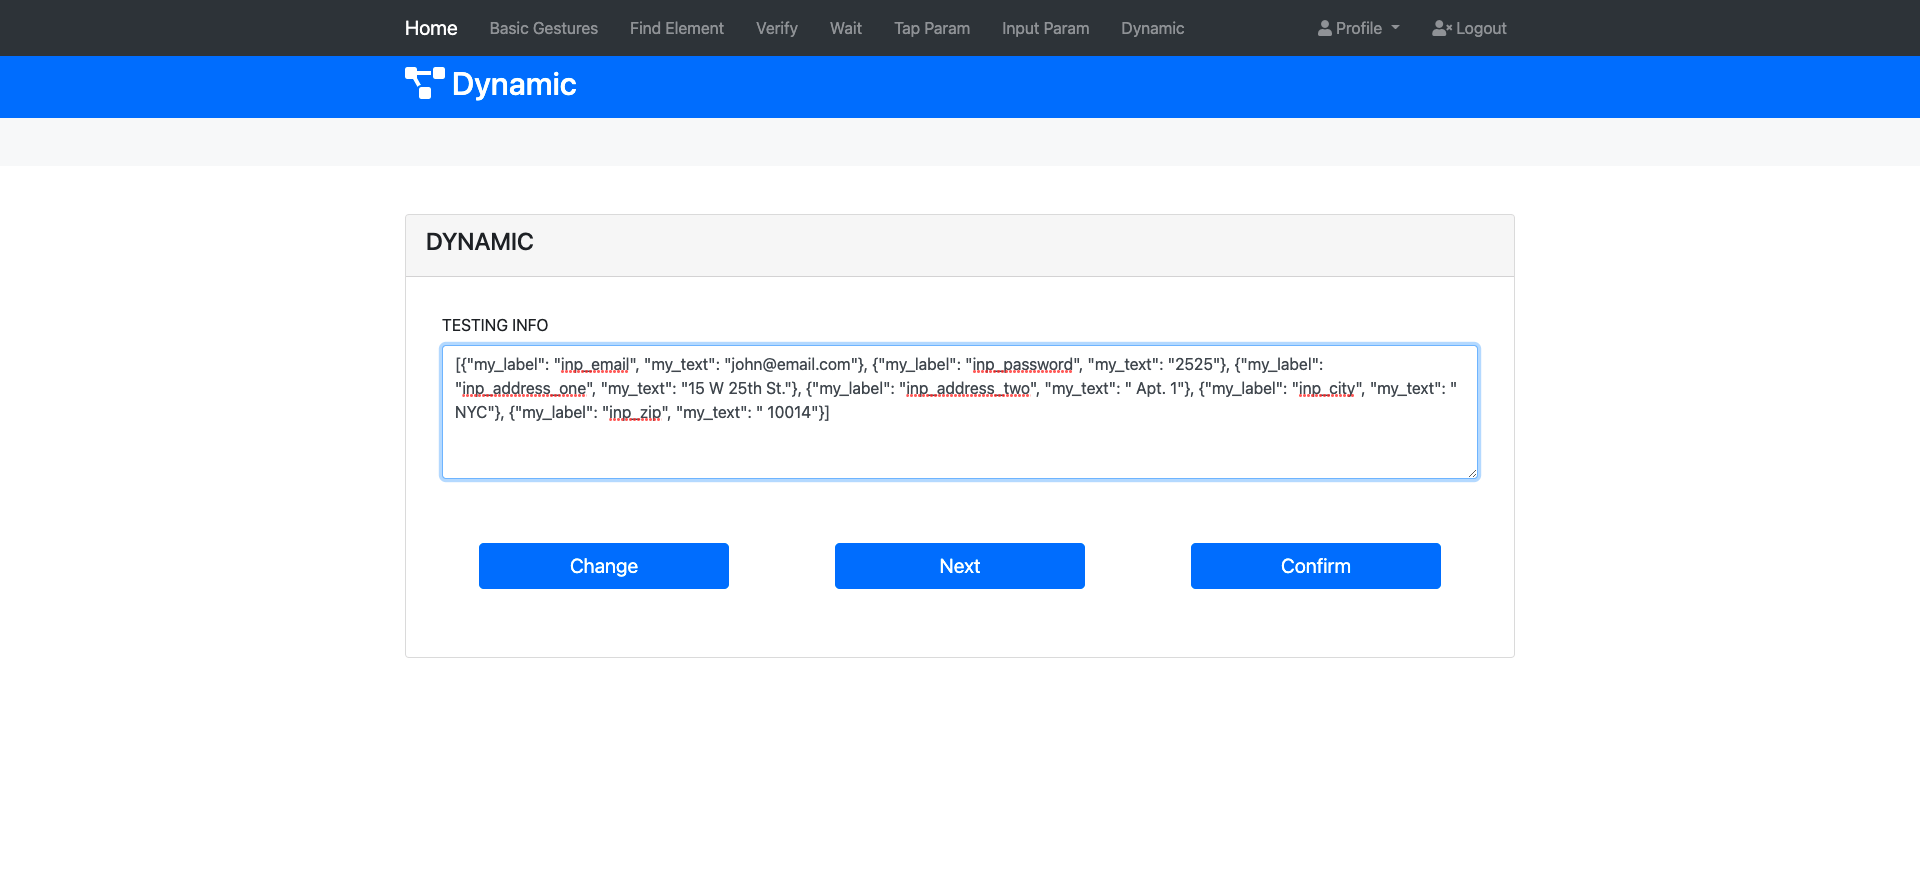 Home Basic Gestures Find Element Verify Wait Tap Param Input Param Dynamic Profile Logout
Dynamic
DYNAMIC
TESTING INFO
[{"my_label": "inp_email", "my_text": "john@email.com"}, {"my_label": "inp_password", "my_text": "2525"}, {"my_label":
"inp_address_one", "my_text": "15 W 25th St."}, {"my_label": "inp_address_two", "my_text": " Apt. 1"}, {"my_label": "inp_city", "my_text": "
NYC"}, {"my_label": "inp_zip", "my_text": " 10014"}]
Change Next Confirm